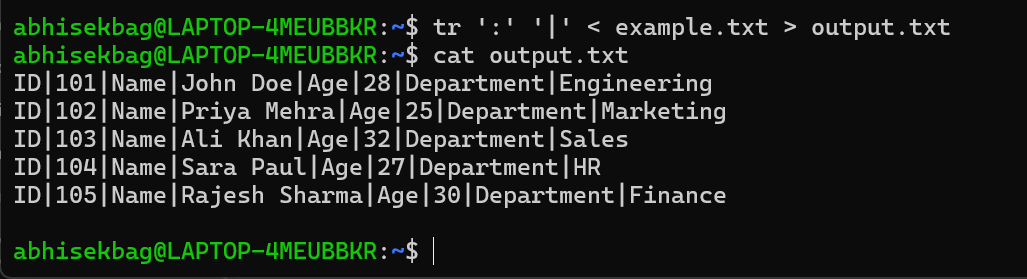 abhisekbag@LAPTOP-4MEUBBKR:~$ tr ':' '|' < example.txt > output.txt
abhisekbag@LAPTOP-4MEUBBKR:~$ cat output.txt
ID|101|Name|John Doe|Age|28|Department|Engineering
ID|102|Name|Priya Mehra|Age|25|Department|Marketing
ID|103|Name|Ali Khan|Age|32|Department|Sales
ID|104|Name|Sara Paul|Age|27|Department|HR
ID|105|Name|Rajesh Sharma|Age|30|Department|Finance
abhisekbag@LAPTOP-4MEUBBKR:~$